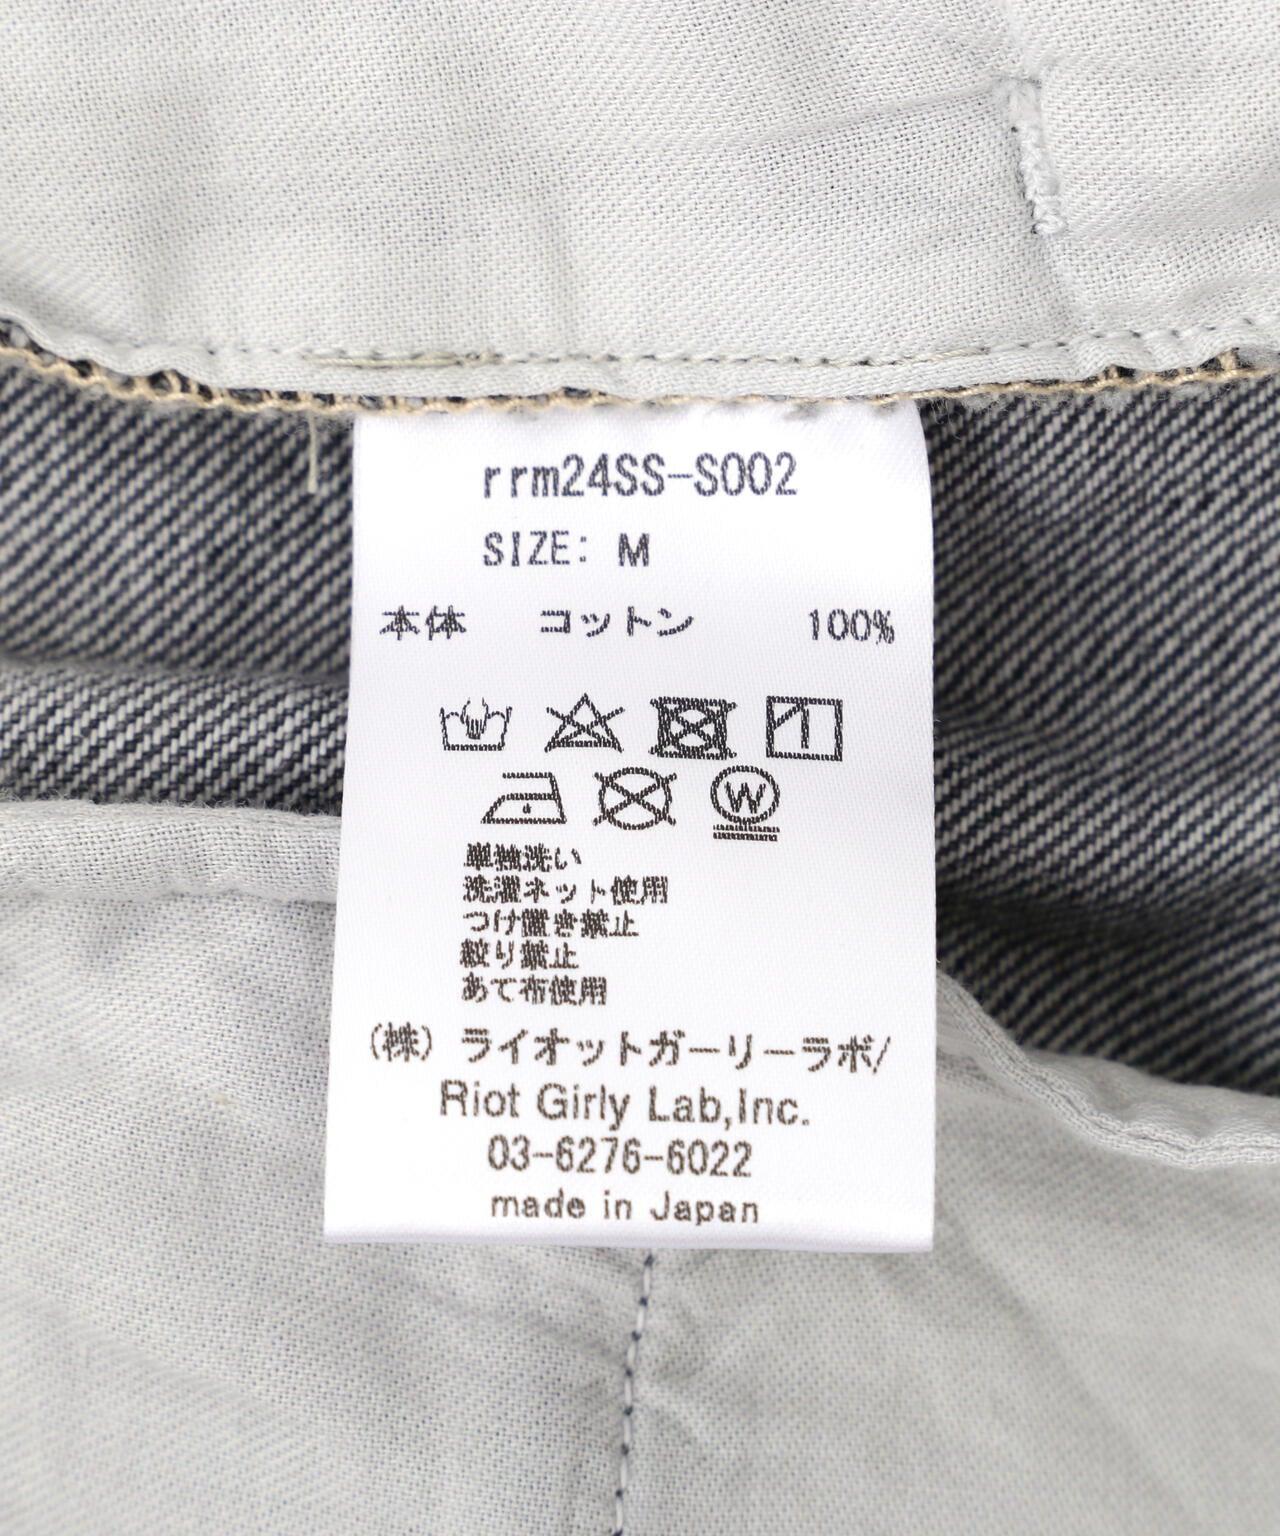 rrm24SS-S002
SIZE: M
本体 コットン 100%
W
単独洗い
洗濯ネット使用
つけ置き禁止
絞り禁止
あて布使用
(株) ライオットガーリーラボ/
Riot Girly Lab,Inc.
03-6276-6022
made in Japan